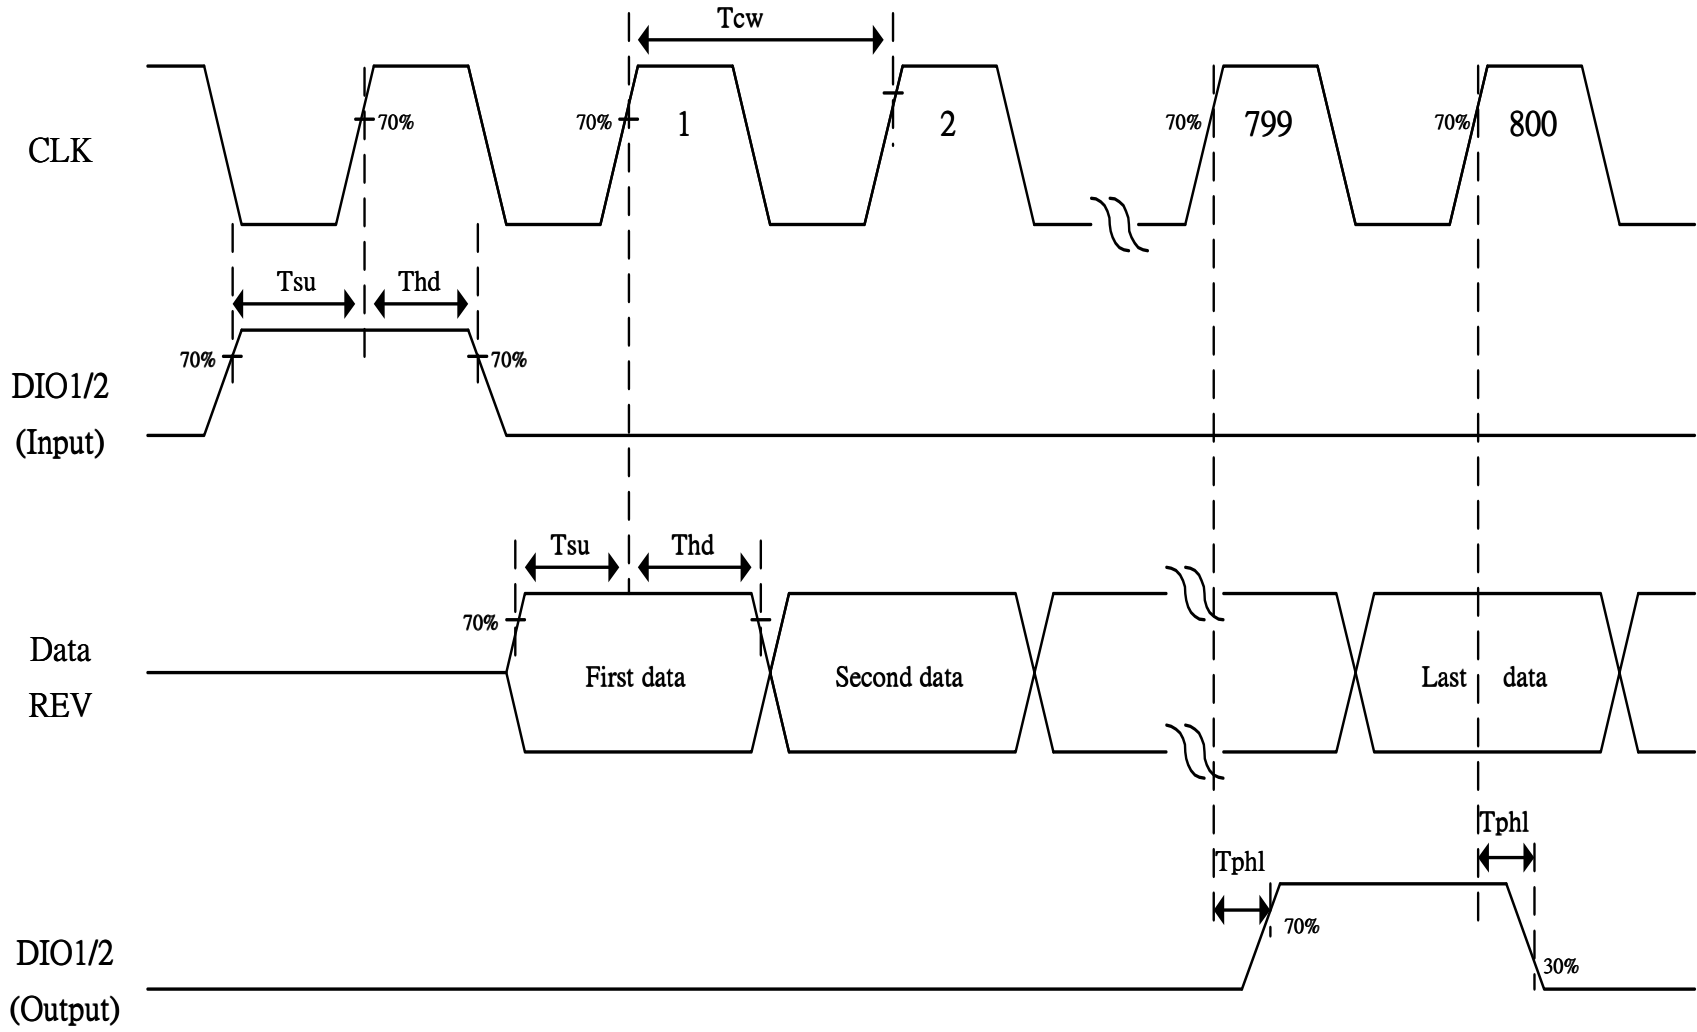 Tcw
CLK
70%
70%
1
2
70%
799
70%
800
Tsu
Thd
70%
70%
DIO1/2
(Input)
Tsu
Thd
70%
Data
REV
First data
Second data
Last data
Tphl
Tphl
70%
DIO1/2
(Output)
30%